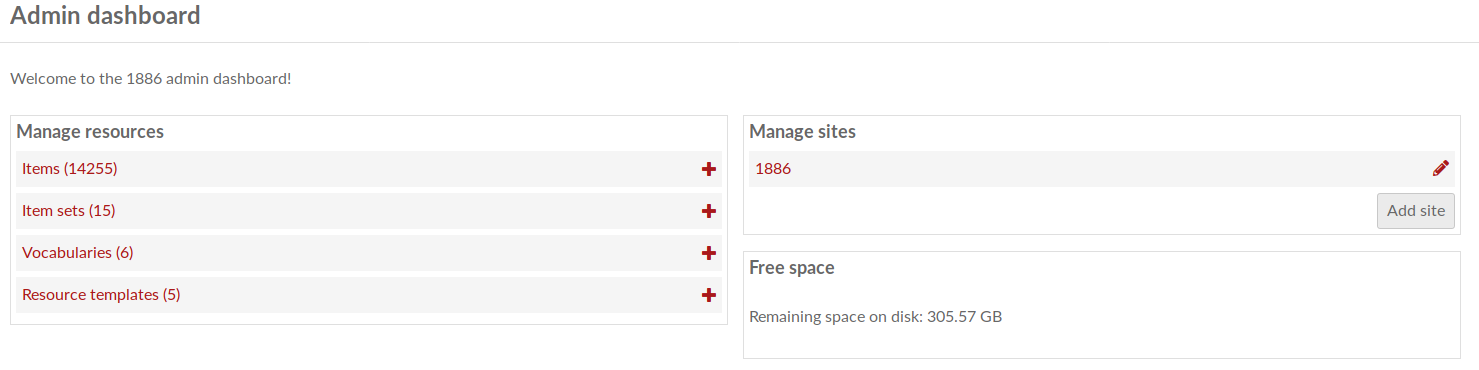 Admin dashboard
Welcome to the 1886 admin dashboard!
Manage resources
Items (14255)
Item sets (15)
Vocabularies (6)
Resource templates (5)
Manage sites
1886
Add site
Free space
Remaining space on disk: 305.57 GB